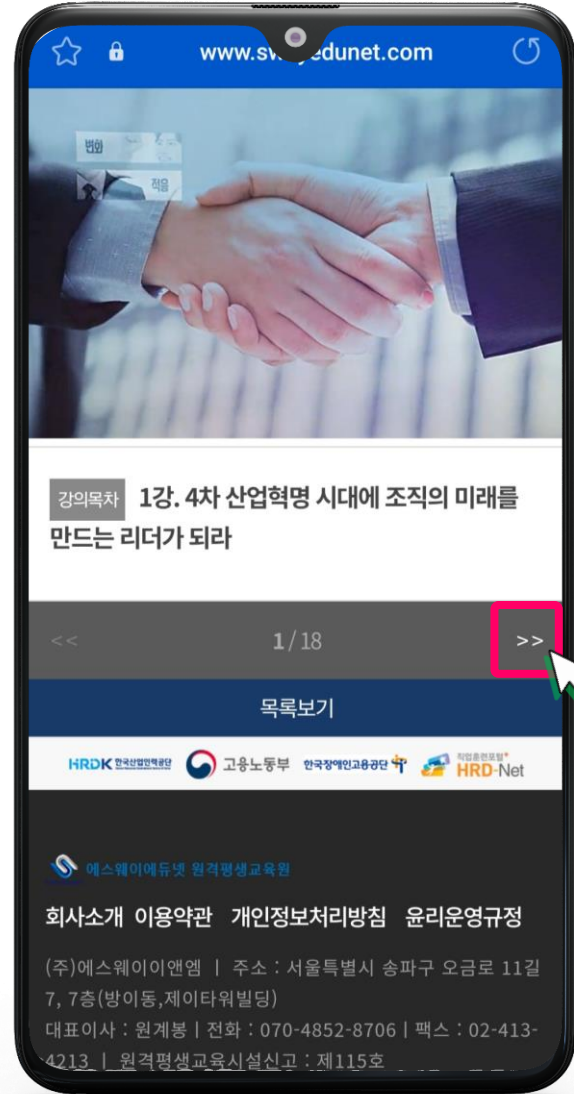 www.sw
edunet.com
변화
적응
강의목차 1강. 4차 산업혁명 시대에 조직의 미래를
만드는 리더가 되라
<< 1/18 >>
목록보기
HRDK 한국산업인력공단 고용노동부 한국장애인고용공단 직업훈련포털 HRD-Net
에스웨이에듀넷 원격평생교육원
회사소개 이용약관 개인정보처리방침 윤리운영규정
(주)에스웨이이앤엠 | 주소 : 서울특별시 송파구 오금로 11길
7, 7층(방이동,제이타워빌딩)
대표이사 : 원계봉 | 전화 : 070-4852-8706 | 팩스 : 02-413-
4213 | 원격평생교육시설신고 : 제115호